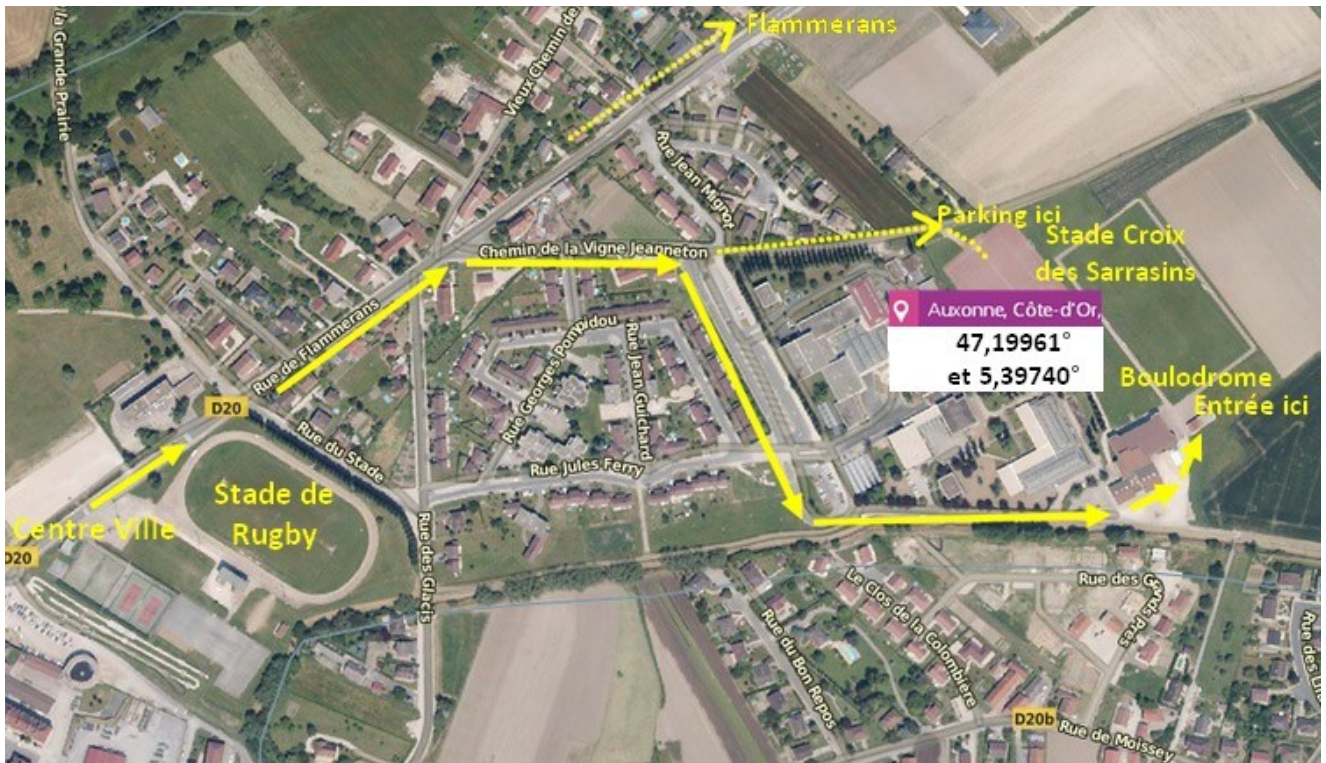 Flammerans
la Grande Prairie
Vieux Chemin de
Rue Jean Mignot
Parking ici
Stade Croix
des Sarrasins
Chemin de la Vigne Jeanneton
Auxonne, Côte-d'Or,
47,19961°
et 5,39740°
Rue de Flammerans
Rue Georges Pompidou
Rue Jean Guichard
Boulodrome
Entrée ici
D20
Rue du Stade
Rue Jules Ferry
Stade de
Rugby
Centre Ville
D20
Rue des Glacis
Rue des Grands Prés
Le Clos de la Colombière
Rue du Bon Repos
Rue des Lila
D20b
Rue de Moissey